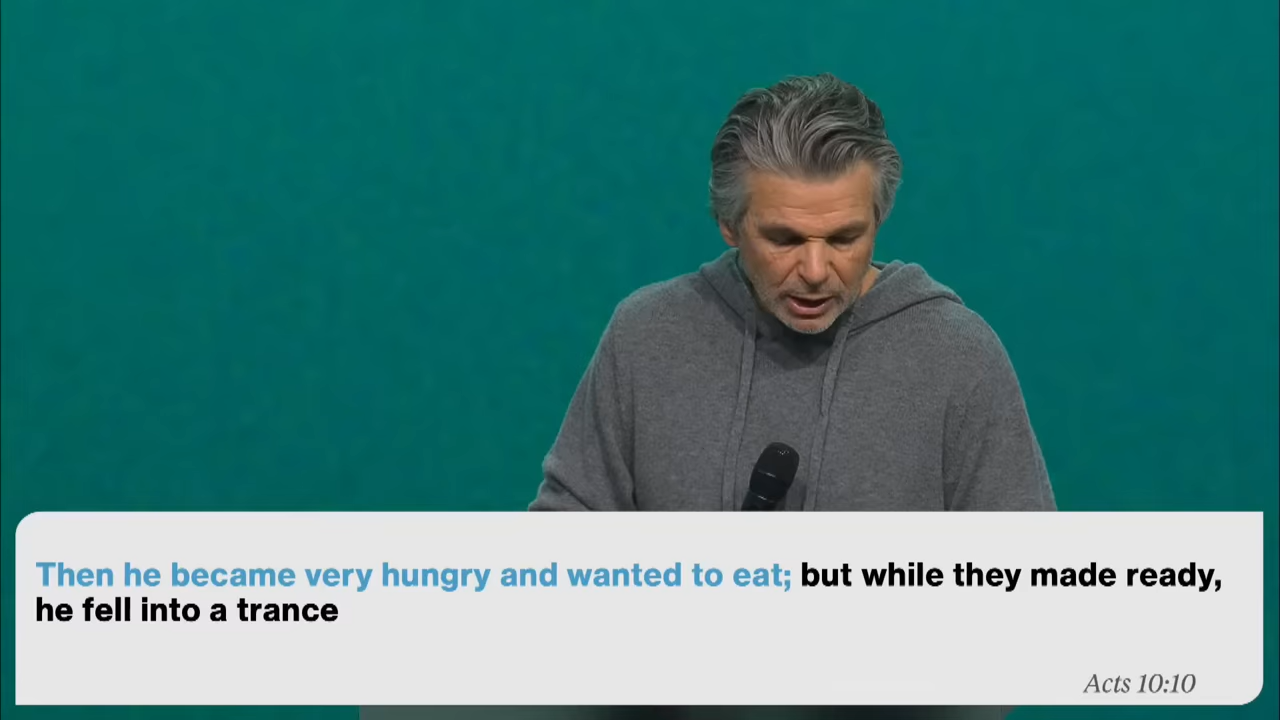 Then he became very hungry and wanted to eat; but while they made ready,
he fell into a trance
Acts 10:10